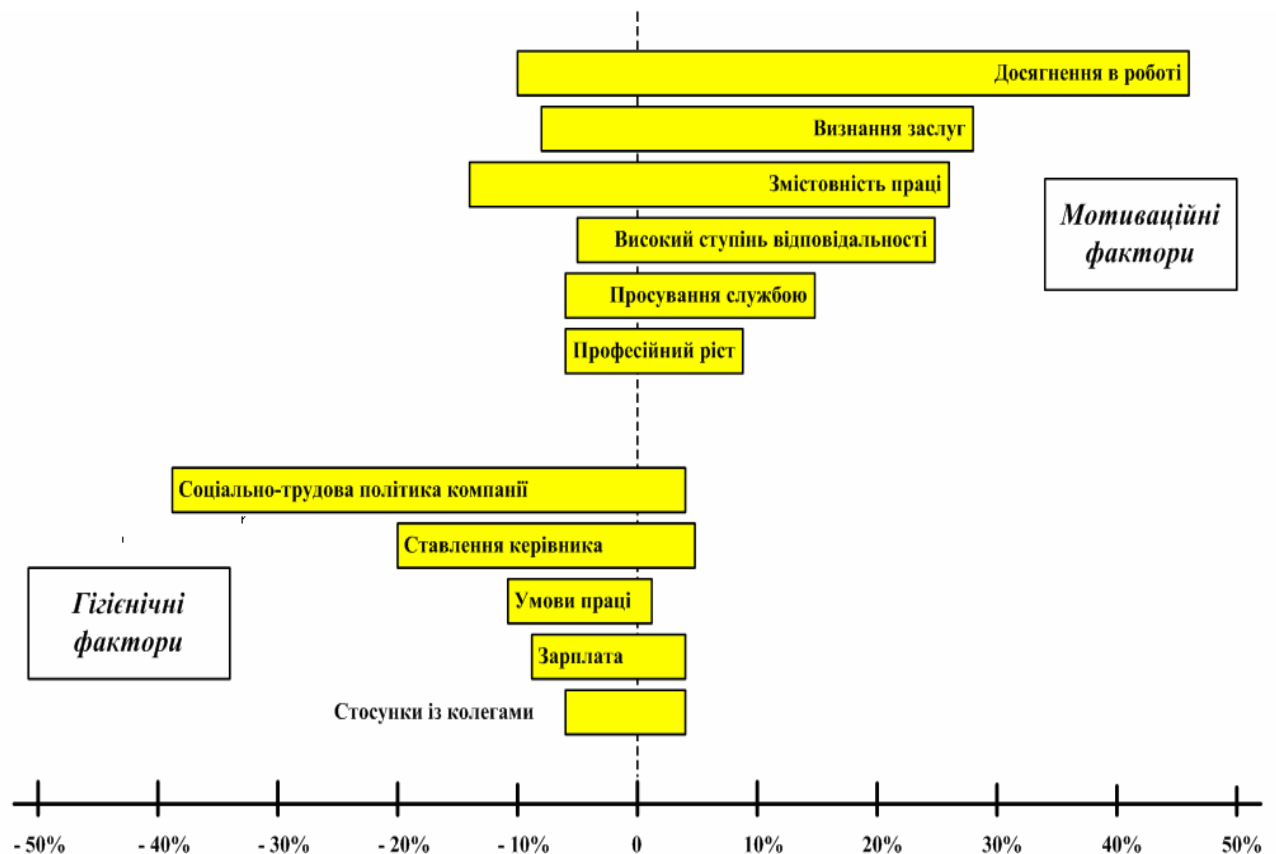 Досягнення в роботі
Визнання заслуг
Змістовність праці
Мотиваційні
фактори
Високий ступінь відповідальності
Просування службою
Професійний ріст
Соціально-трудова політика компанії
Ставлення керівника
Гігієнічні
фактори
Умови праці
Зарплата
Стосунки із колегами
- 50% - 40% - 30% - 20% - 10% 0 10% 20% 30% 40% 50%